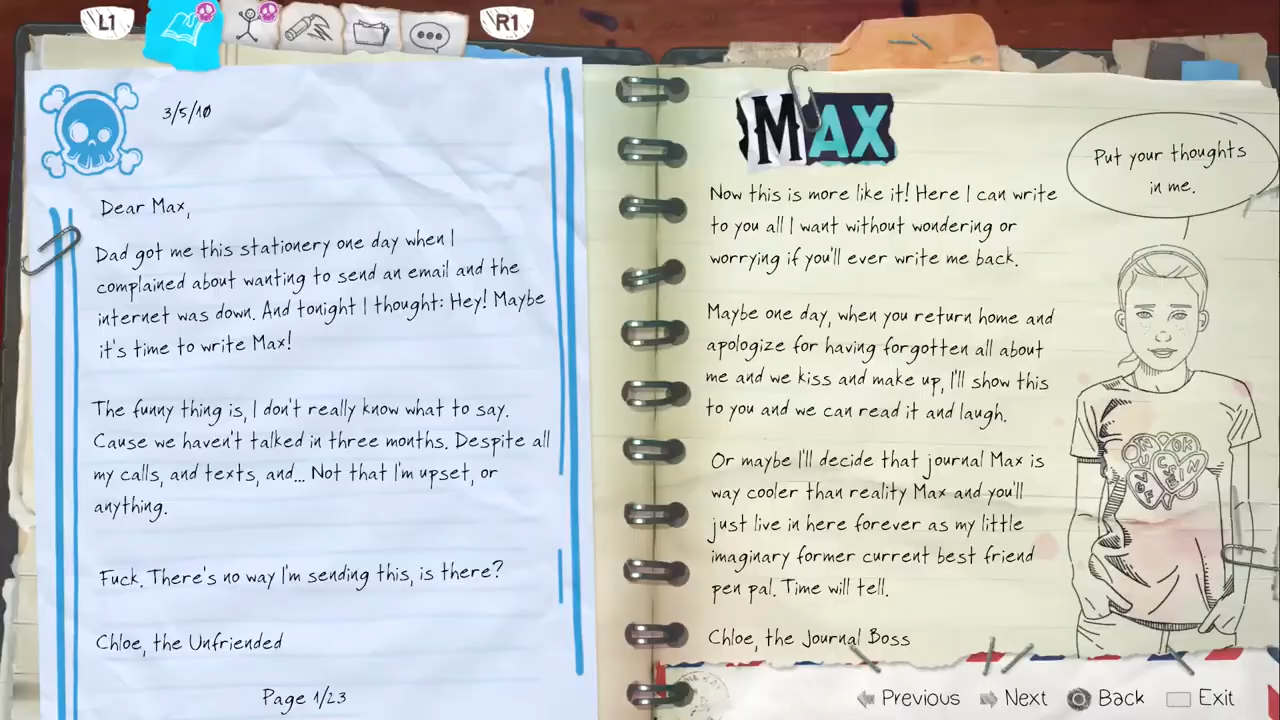 L1
R1
3/5/10
Dear Max,
Dad got me this stationery one day when I
complained about wanting to send an email and the
internet was down. And tonight I thought: Hey! Maybe
it's time to write Max!
The funny thing is, I don't really know what to say.
Cause we haven't talked in three months. Despite all
my calls, and texts, and... Not that I'm upset, or
anything.
Fuck. There's no way I'm sending this, is there?
Chloe, the Unfriended
Page 1/23
MAX
Now this is more like it! Here I can write
to you all I want without wondering or
worrying if you'll ever write me back.
Maybe one day, when you return home and
apologize for having forgotten all about
me and we kiss and make up, I'll show this
to you and we can read it and laugh.
Or maybe I'll decide that journal Max is
way cooler than reality Max and you'll
just live in here forever as my little
imaginary former current best friend
pen pal. Time will tell.
Chloe, the Journal Boss
Put your thoughts
in me.
Previous
Next
Back
Exit